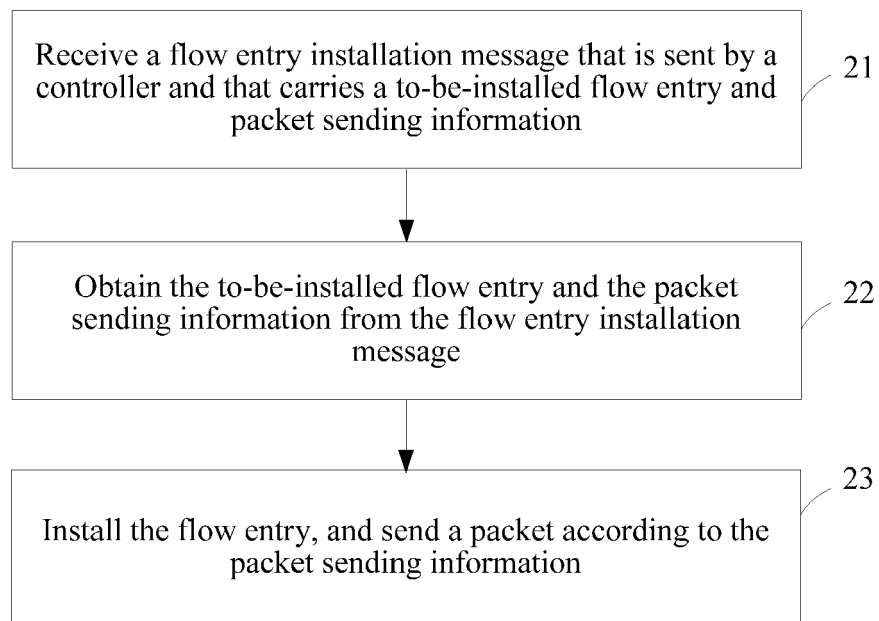 Receive a flow entry installation message that is sent by a
controller and that carries a to-be-installed flow entry and
packet sending information
21
Obtain the to-be-installed flow entry and the packet
sending information from the flow entry installation
message
22
Install the flow entry, and send a packet according to the
packet sending information
23